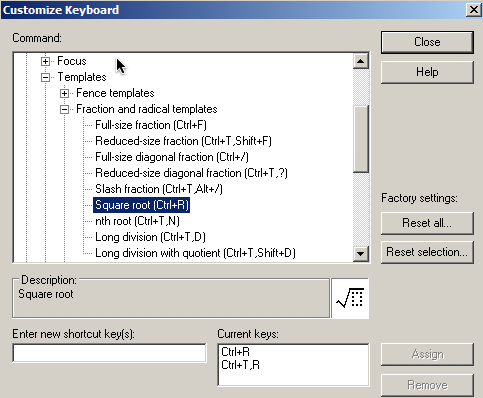 Customize Keyboard
Command:
Close
Help
Focus
Templates
Fence templates
Fraction and radical templates
Full-size fraction (Ctrl+F)
Reduced-size fraction (Ctrl+T,Shift+F)
Full-size diagonal fraction (Ctrl+/)
Reduced-size diagonal fraction (Ctrl+T,?)
Slash fraction (Ctrl+T,Alt+/)
Square root (Ctrl+R)
nth root (Ctrl+T,N)
Long division (Ctrl+T,D)
Long division with quotient (Ctrl+T,Shift+D)
Factory settings:
Reset all...
Reset selection...
Description:
Square root
Enter new shortcut key(s):
Current keys:
Ctrl+R
Ctrl+T,R
Assign
Remove